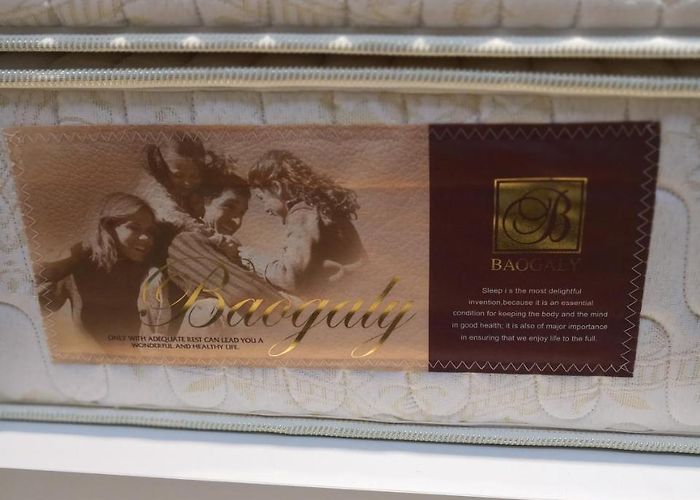 Baogaly
ONLY WITH ADEQUATE REST CAN LEAD YOU A
WONDERFUL AND HEALTHY LIFE.
B
BAOGALY
Sleep i s the most delightful
invention,because it is an essential
condition for keeping the body and the mind
in good health; it is also of major importance
in ensuring that we enjoy life to the full.